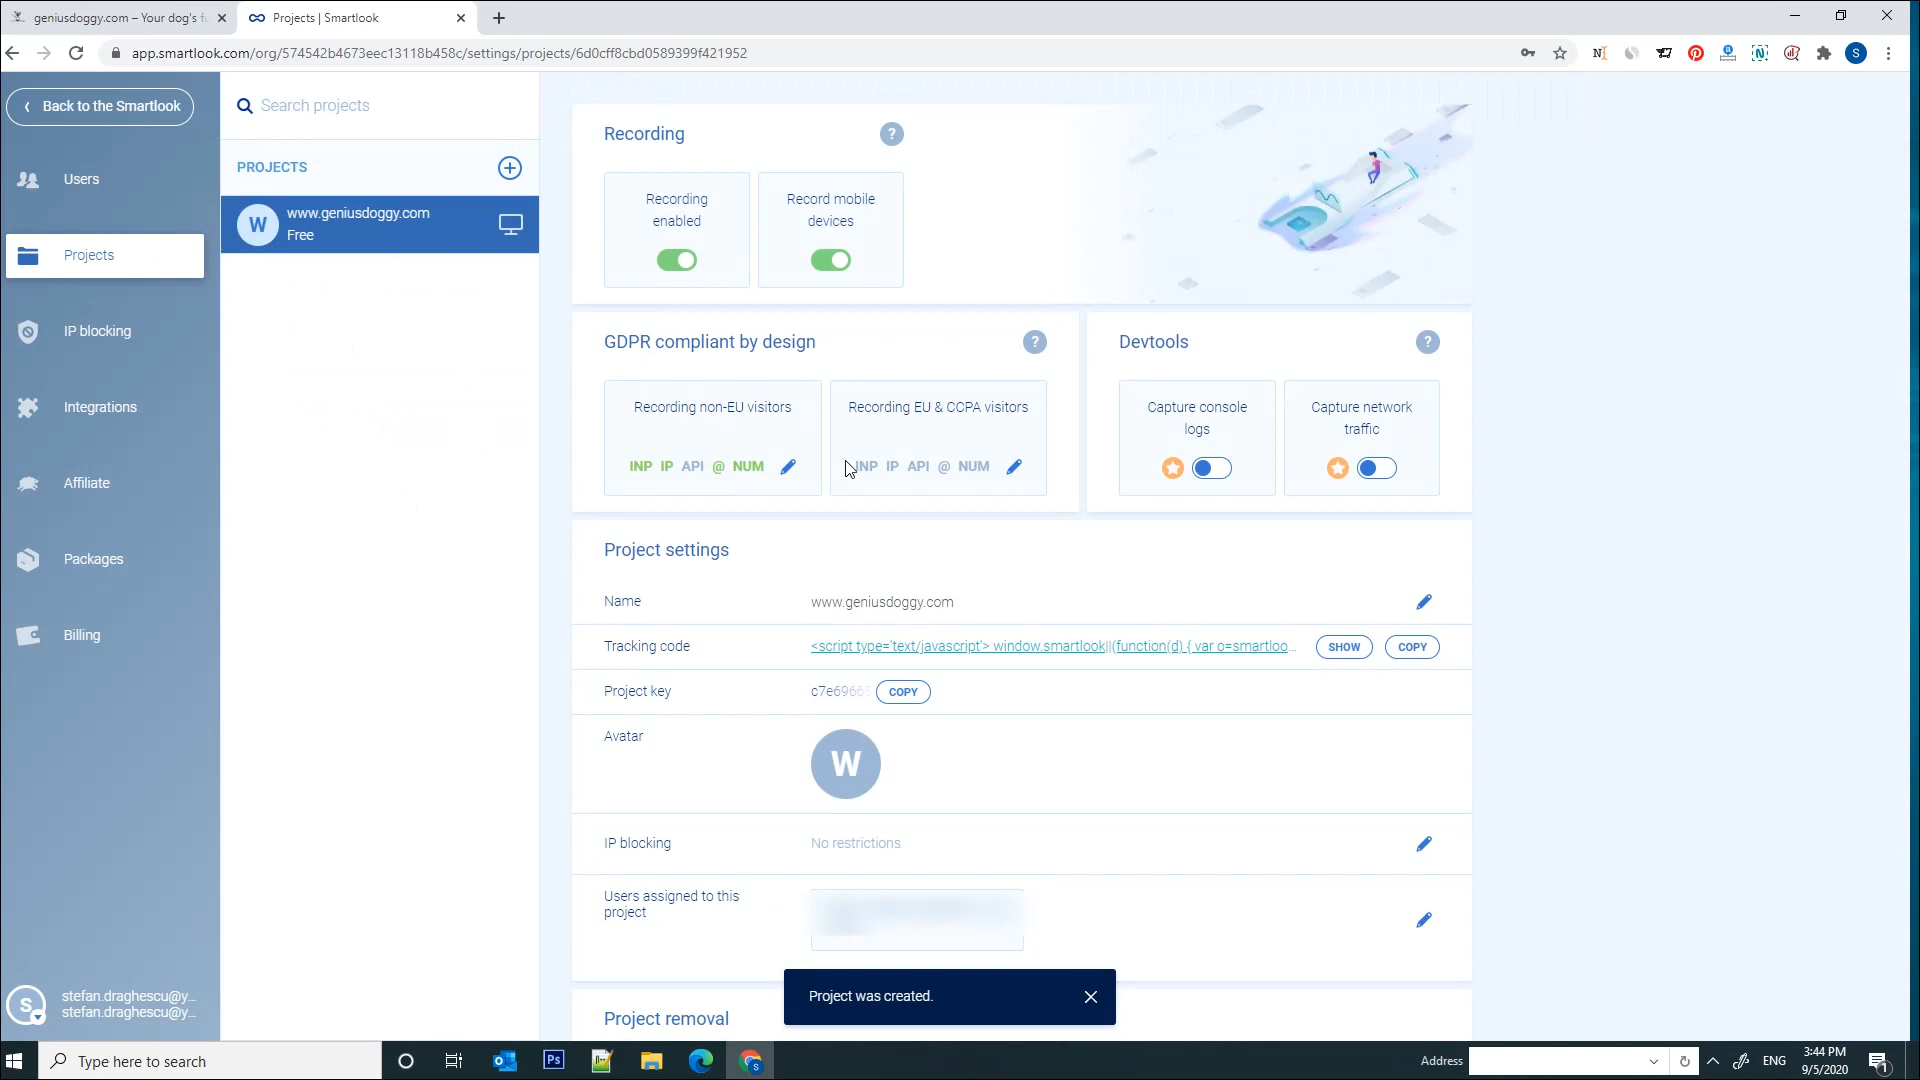 geniusdoggy.com – Your dog's f
Projects | Smartlook
app.smartlook.com/org/574542b4673eec13118b458c/settings/projects/6d0cff8cbd0589399f421952
S
Back to the Smartlook
Users
Projects
IP blocking
Integrations
Affiliate
Packages
Billing
S
stefan.draghescu@y...
stefan.draghescu@y...
Search projects
PROJECTS
W
www.geniusdoggy.com
Free
Recording
?
Recording
enabled
Record mobile
devices
GDPR compliant by design
?
Recording non-EU visitors
INP IP API @ NUM
Recording EU & CCPA visitors
INP IP API @ NUM
Devtools
?
Capture console
logs
Capture network
traffic
Project settings
Name
www.geniusdoggy.com
Tracking code
<script type='text/javascript'> window.smartlook||(function(d) { var o=smartloo...
SHOW
COPY
Project key
c7e6966
COPY
Avatar
W
IP blocking
No restrictions
Users assigned to this
project
Project was created.
Project removal
Type here to search
Ps
S
Address
ENG
3:44 PM
9/5/2020
1